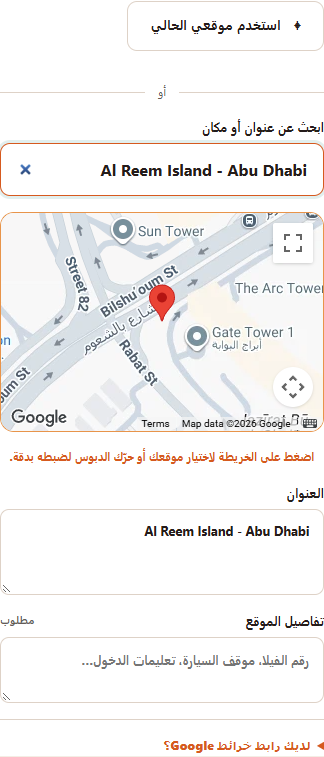 استخدم موقعي الحالي
أو
ابحث عن عنوان أو مكان
Al Reem Island - Abu Dhabi
Sun Tower
Street 82
Bilshu'oum St
شارع بالشعوم
The Arc Tower
Gate Tower 1
أبراج البوابة
Rabat St
oum St
Google
Terms
Map data ©2026 Google
اضغط على الخريطة لاختيار موقعك أو حرّك الدبوس لضبطه بدقة.
العنوان
Al Reem Island - Abu Dhabi
تفاصيل الموقع
مطلوب
رقم الفيلا، موقف السيارة، تعليمات الدخول...
لديك رابط خرائط Google؟